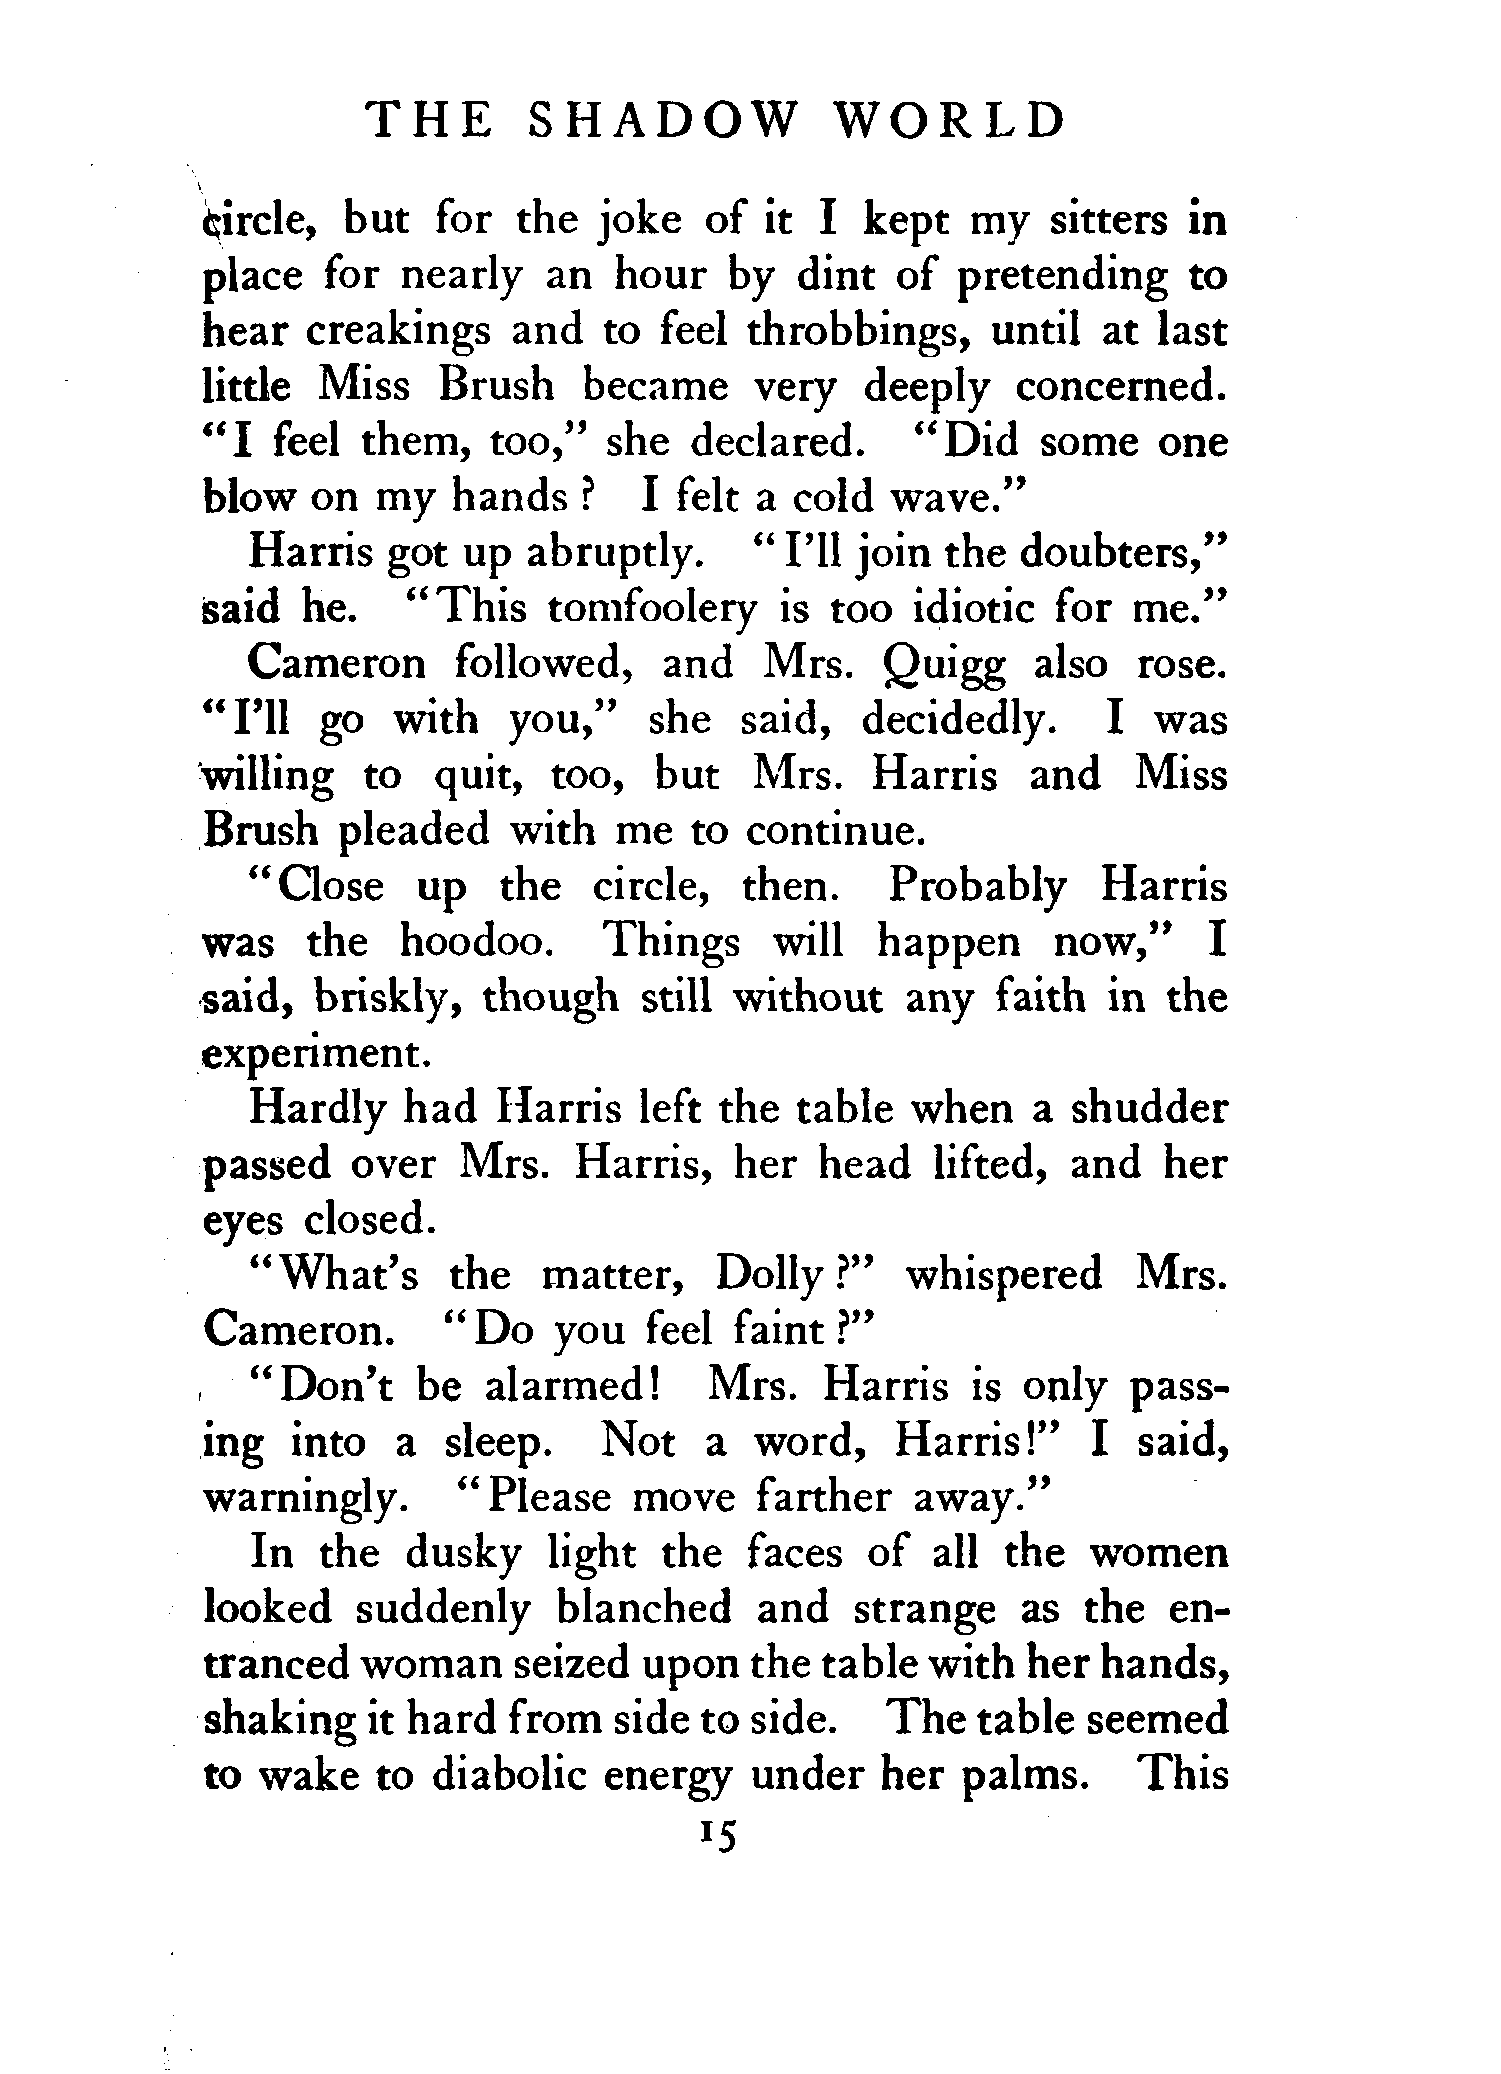 THE SHADOW WORLD
circle, but for the joke of it I kept my sitters in
place for nearly an hour by dint of pretending to
hear creakings and to feel throbbings, until at last
little Miss Brush became very deeply concerned.
"I feel them, too," she declared. "Did some one
blow on my hands? I felt a cold wave."
Harris got up abruptly. "I'll join the doubters,"
said he. "This tomfoolery is too idiotic for me."
Cameron followed, and Mrs. Quigg also rose.
"I'll go with you," she said, decidedly. I was
willing to quit, too, but Mrs. Harris and Miss
Brush pleaded with me to continue.
"Close up the circle, then. Probably Harris
was the hoodoo. Things will happen now," I
said, briskly, though still without any faith in the
experiment.
Hardly had Harris left the table when a shudder
passed over Mrs. Harris, her head lifted, and her
eyes closed.
"What's the matter, Dolly?" whispered Mrs.
Cameron. "Do you feel faint?"
"Don't be alarmed! Mrs. Harris is only pass-
ing into a sleep. Not a word, Harris!" I said,
warningly. "Please move farther away."
In the dusky light the faces of all the women
looked suddenly blanched and strange as the en-
tranced woman seized upon the table with her hands,
shaking it hard from side to side. The table seemed
to wake to diabolic energy under her palms. This
15